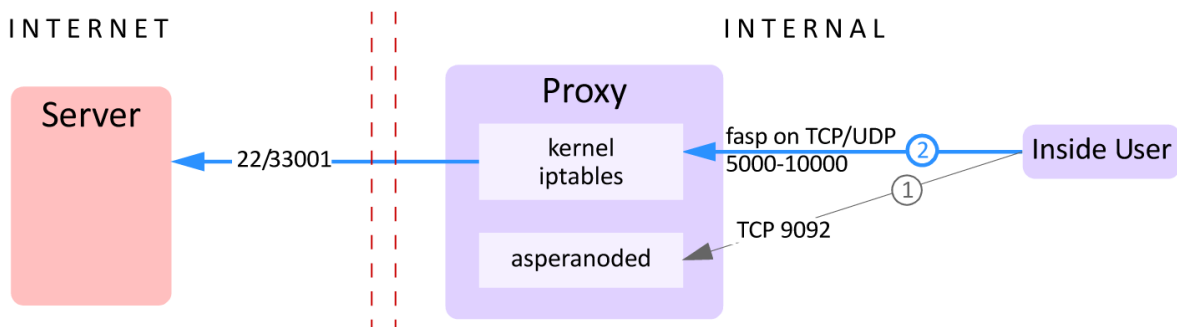 INTERNET
INTERNAL
Server
Proxy
22/33001
kernel
iptables
fasp on TCP/UDP
5000-10000
2
Inside User
1
TCP 9092
asperanoded